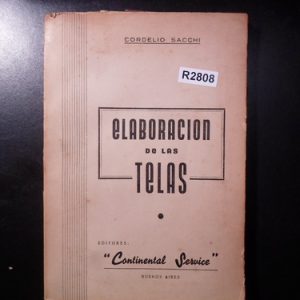 CORDELIO SACCHI
R2808
ELABORACION
DE LAS
TELAS
EDITORES:
"Continental Service"
BUENOS AIRES